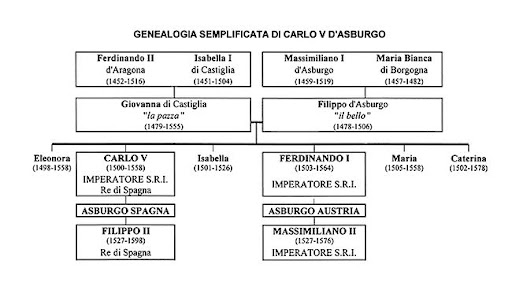 GENEALOGIA SEMPLIFICATA DI CARLO V D'ASBURGO
Ferdinando II
d'Aragona
(1452-1516)
Isabella I
di Castiglia
(1451-1504)
Massimiliano I
d'Asburgo
(1459-1519)
Maria Bianca
di Borgogna
(1457-1482)
Giovanna di Castiglia
"la pazza"
(1479-1555)
Filippo d'Asburgo
"il bello"
(1478-1506)
Eleonora
(1498-1558)
CARLO V
(1500-1558)
IMPERATORE S.R.I.
Re di Spagna
Isabella
(1501-1526)
FERDINANDO I
(1503-1564)
IMPERATORE S.R.I.
Maria
(1505-1558)
Caterina
(1502-1578)
ASBURGO SPAGNA
ASBURGO AUSTRIA
FILIPPO II
(1527-1598)
Re di Spagna
MASSIMILIANO II
(1527-1576)
IMPERATORE S.R.I.